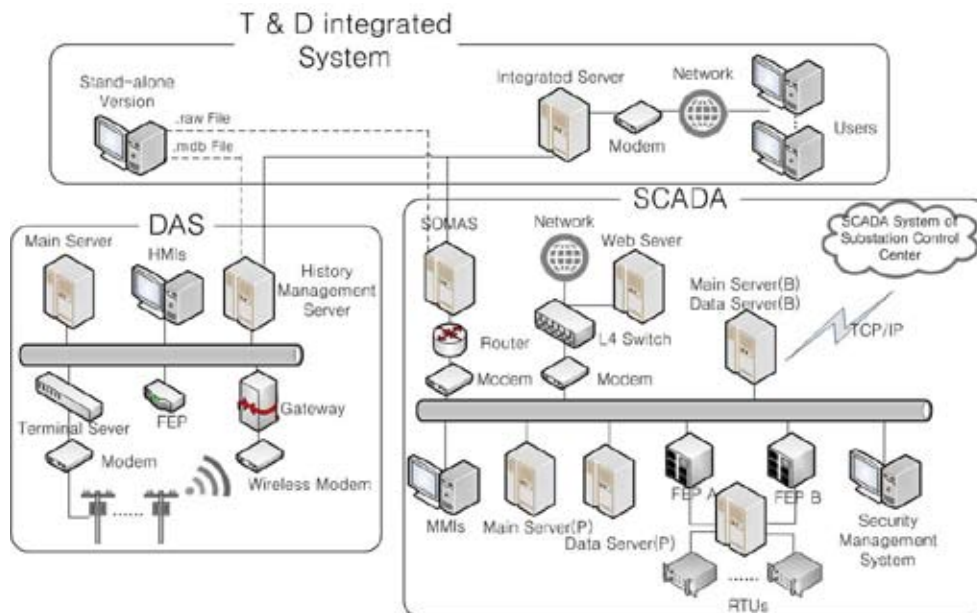 T & D integrated
System
Stand-alone
Version
.raw File
.mdb File
Integrated Server
Network
Modem
Users
DAS
Main Server
HMIs
History
Management
Server
Terminal Sever
FEP
Gateway
Modem
Wireless Modem
SCADA
SOMAS
Network
Web Sever
SCADA System of
Substation Control
Center
Main Server(B)
Data Server(B)
TCP/IP
Router
L4 Switch
Modem
Modem
MMIs
Main Server(P)
Data Server(P)
FEP A
FEP B
Security
Management
System
RTUs